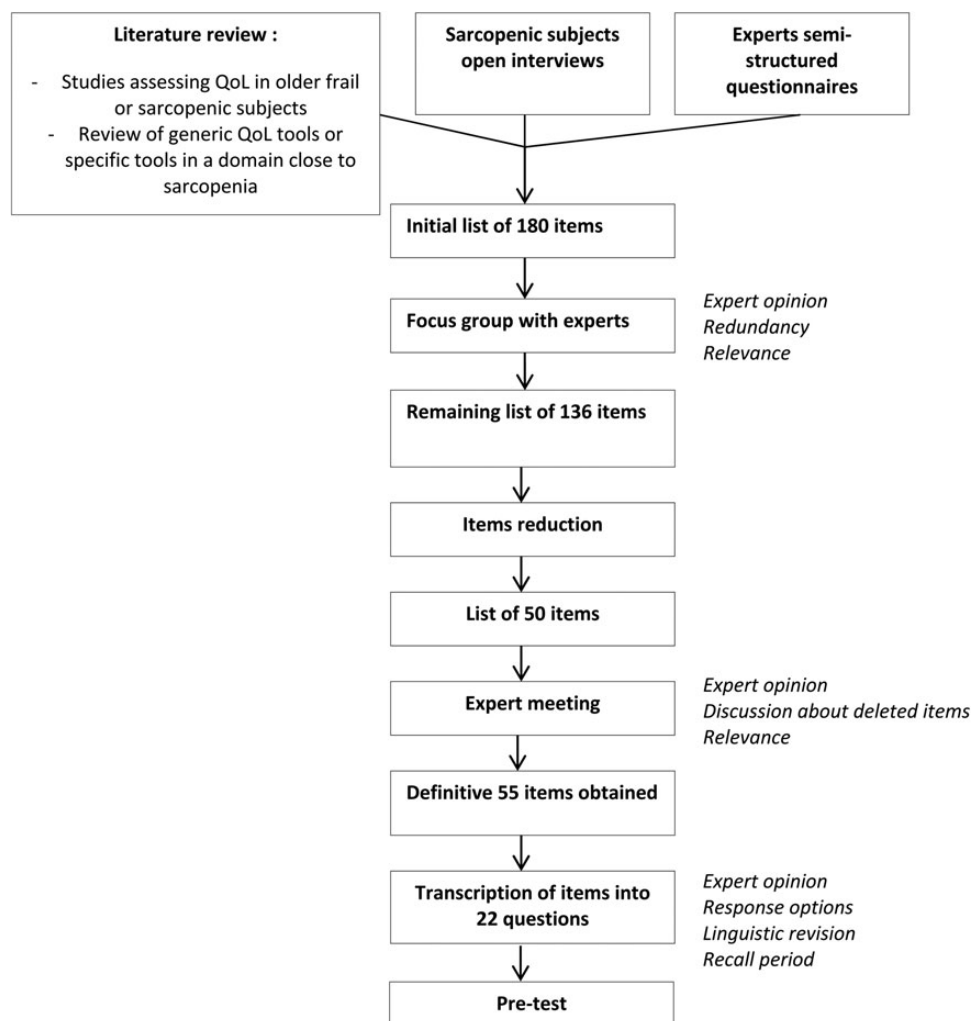 Literature review :
- Studies assessing QoL in older frail
or sarcopenic subjects
- Review of generic QoL tools or
specific tools in a domain close to
sarcopenia
Sarcopenic subjects
open interviews
Experts semi-
structured
questionnaires
Initial list of 180 items
Focus group with experts
Expert opinion
Redundancy
Relevance
Remaining list of 136 items
Items reduction
List of 50 items
Expert meeting
Expert opinion
Discussion about deleted items
Relevance
Definitive 55 items obtained
Transcription of items into
22 questions
Expert opinion
Response options
Linguistic revision
Recall period
Pre-test